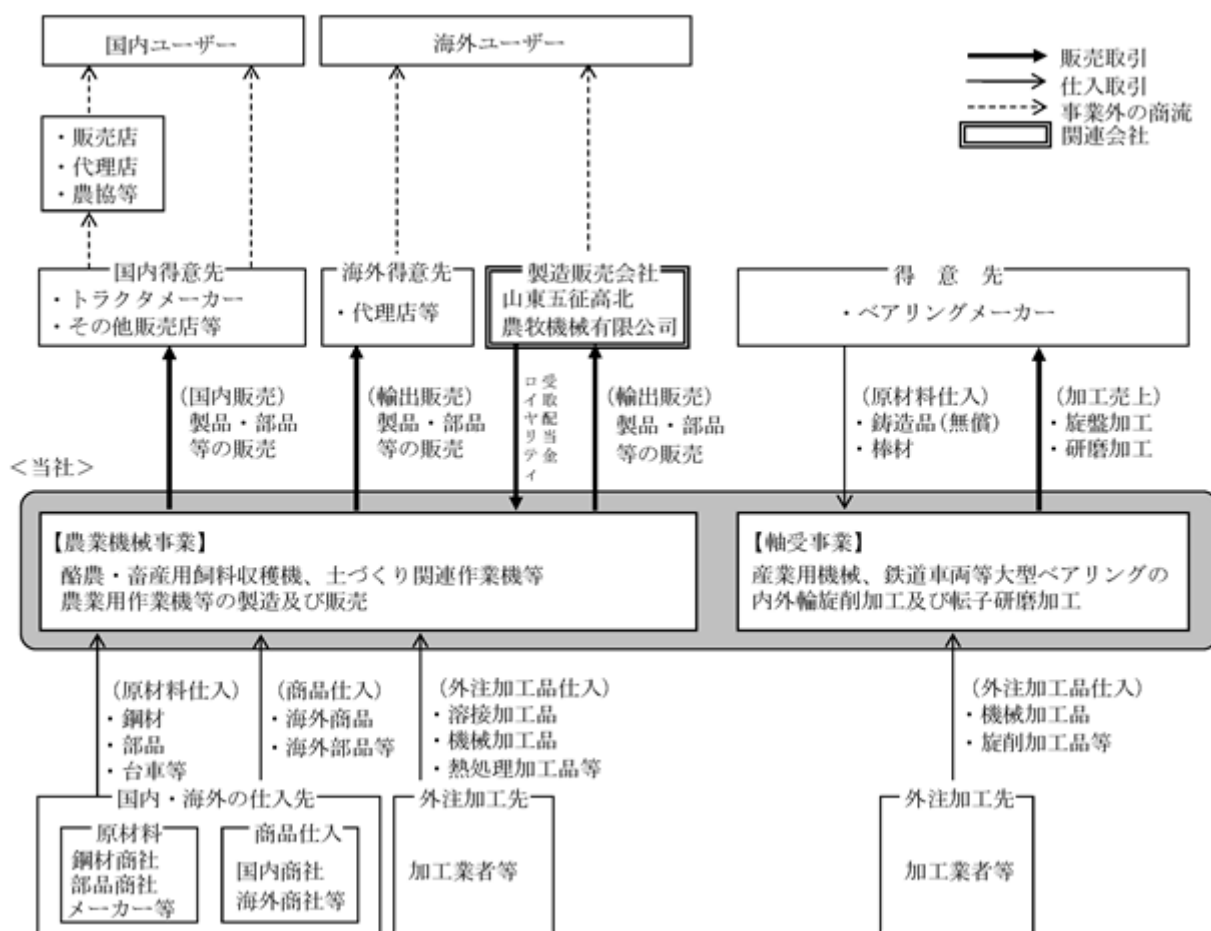 国内ユーザー
海外ユーザー
販売取引
仕入取引
事業外の商流
関連会社
・販売店
・代理店
・農協等
国内得意先
・トラクタメーカー
・その他販売店等
海外得意先
・代理店等
製造販売会社
山東五征高北
農牧機械有限公司
得意先
・ベアリングメーカー
(国内販売)
製品・部品
等の販売
(輸出販売)
製品・部品
等の販売
受取配当金
ロイヤリティ
(輸出販売)
製品・部品
等の販売
(原材料仕入)
・鋳造品(無償)
・棒材
(加工売上)
・旋盤加工
・研磨加工
<当社>
【農業機械事業】
酪農・畜産用飼料収穫機、土づくり関連作業機等
農業用作業機等の製造及び販売
【軸受事業】
産業用機械、鉄道車両等大型ベアリングの
内外輪旋削加工及び転子研磨加工
(原材料仕入)
・鋼材
・部品
・台車等
(商品仕入)
・海外商品
・海外部品等
(外注加工品仕入)
・溶接加工品
・機械加工品
・熱処理加工品等
(外注加工品仕入)
・機械加工品
・旋削加工品等
国内・海外の仕入先
原材料
鋼材商社
部品商社
メーカー等
商品仕入
国内商社
海外商社等
外注加工先
加工業者等
外注加工先
加工業者等